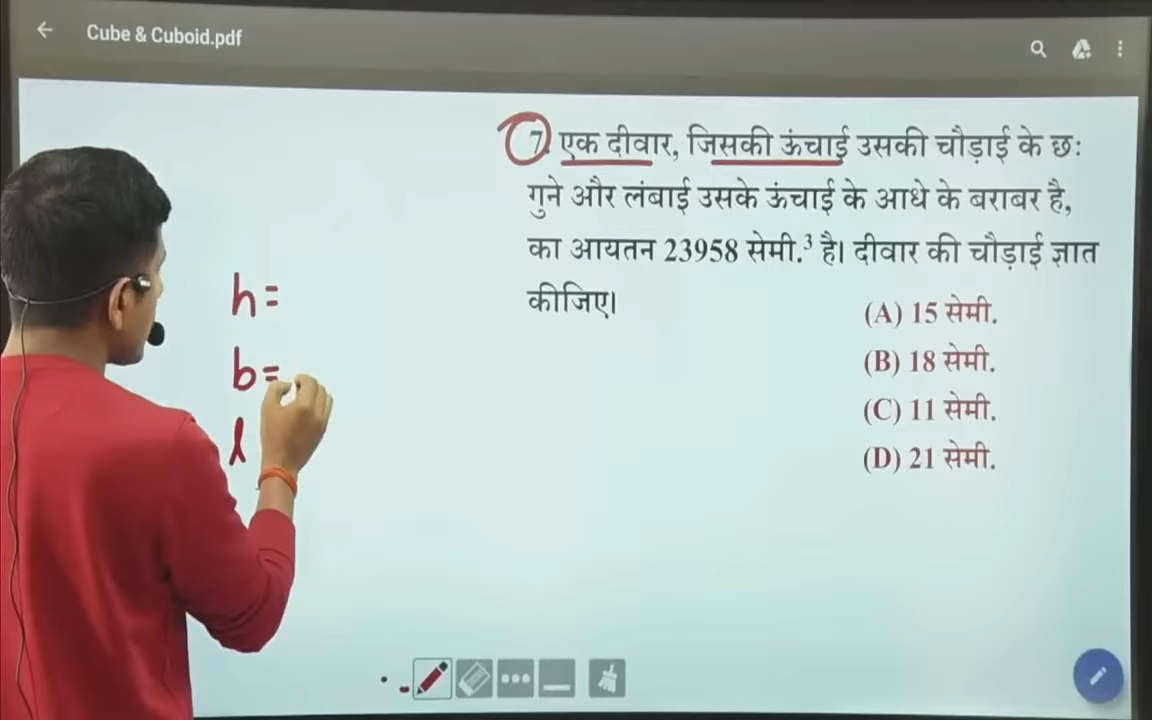 Cube & Cuboid.pdf
7. एक दीवार, जिसकी ऊंचाई उसकी चौड़ाई के छः
गुने और लंबाई उसके ऊंचाई के आधे के बराबर है,
का आयतन 23958 सेमी.³ है। दीवार की चौड़ाई ज्ञात
कीजिए।
(A) 15 सेमी.
(B) 18 सेमी.
(C) 11 सेमी.
(D) 21 सेमी.
h =
b =
l